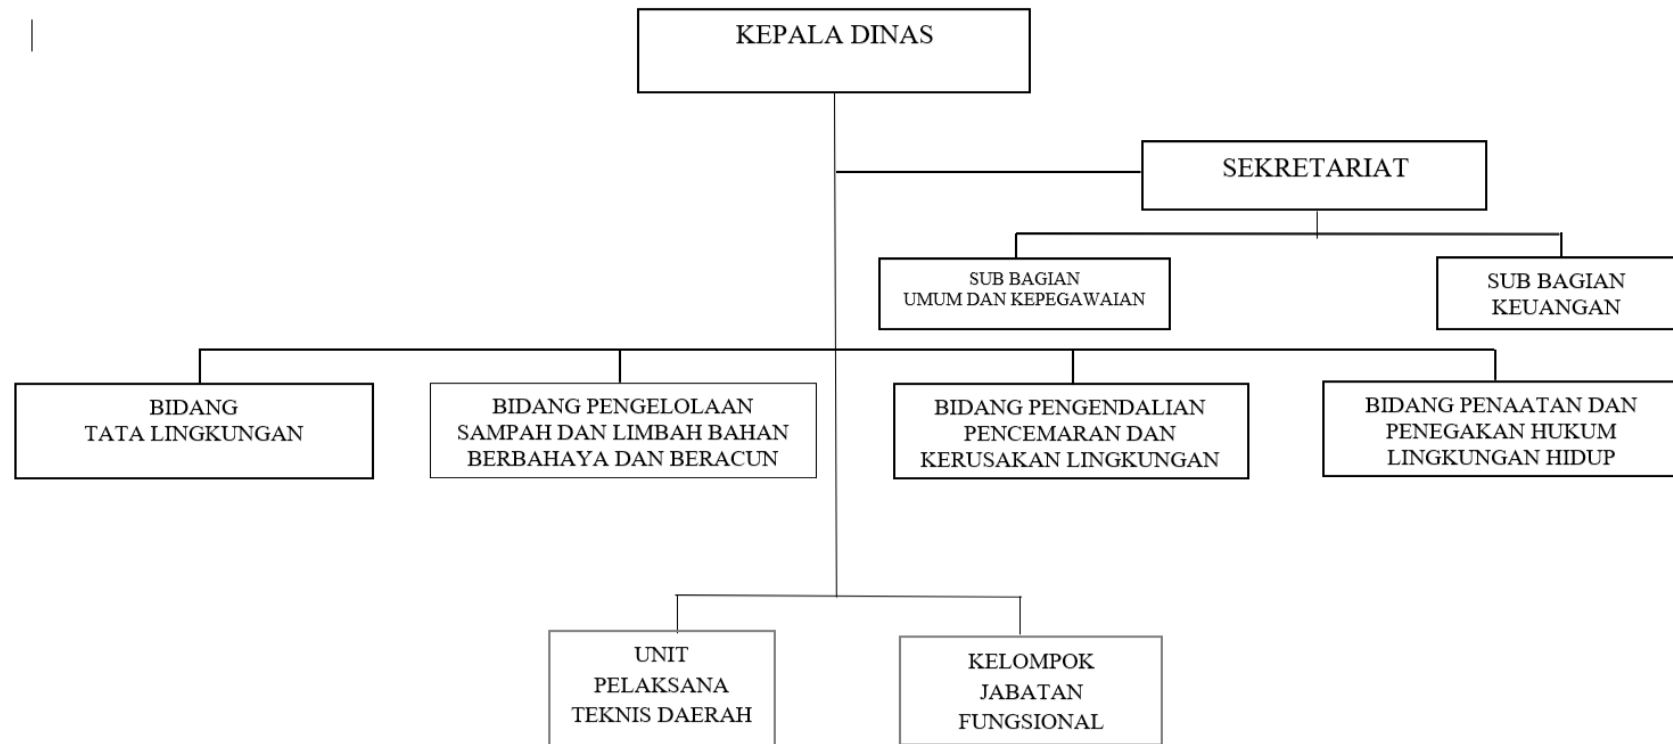 KEPALA DINAS
SEKRETARIAT
SUB BAGIAN
UMUM DAN KEPEGAWAIAN
SUB BAGIAN
KEUANGAN
BIDANG
TATA LINGKUNGAN
BIDANG PENGELOLAAN
SAMPAH DAN LIMBAH BAHAN
BERBAHAYA DAN BERACUN
BIDANG PENGENDALIAN
PENCEMARAN DAN
KERUSAKAN LINGKUNGAN
BIDANG PENAATAN DAN
PENEGAKAN HUKUM
LINGKUNGAN HIDUP
UNIT
PELAKSANA
TEKNIS DAERAH
KELOMPOK
JABATAN
FUNGSIONAL